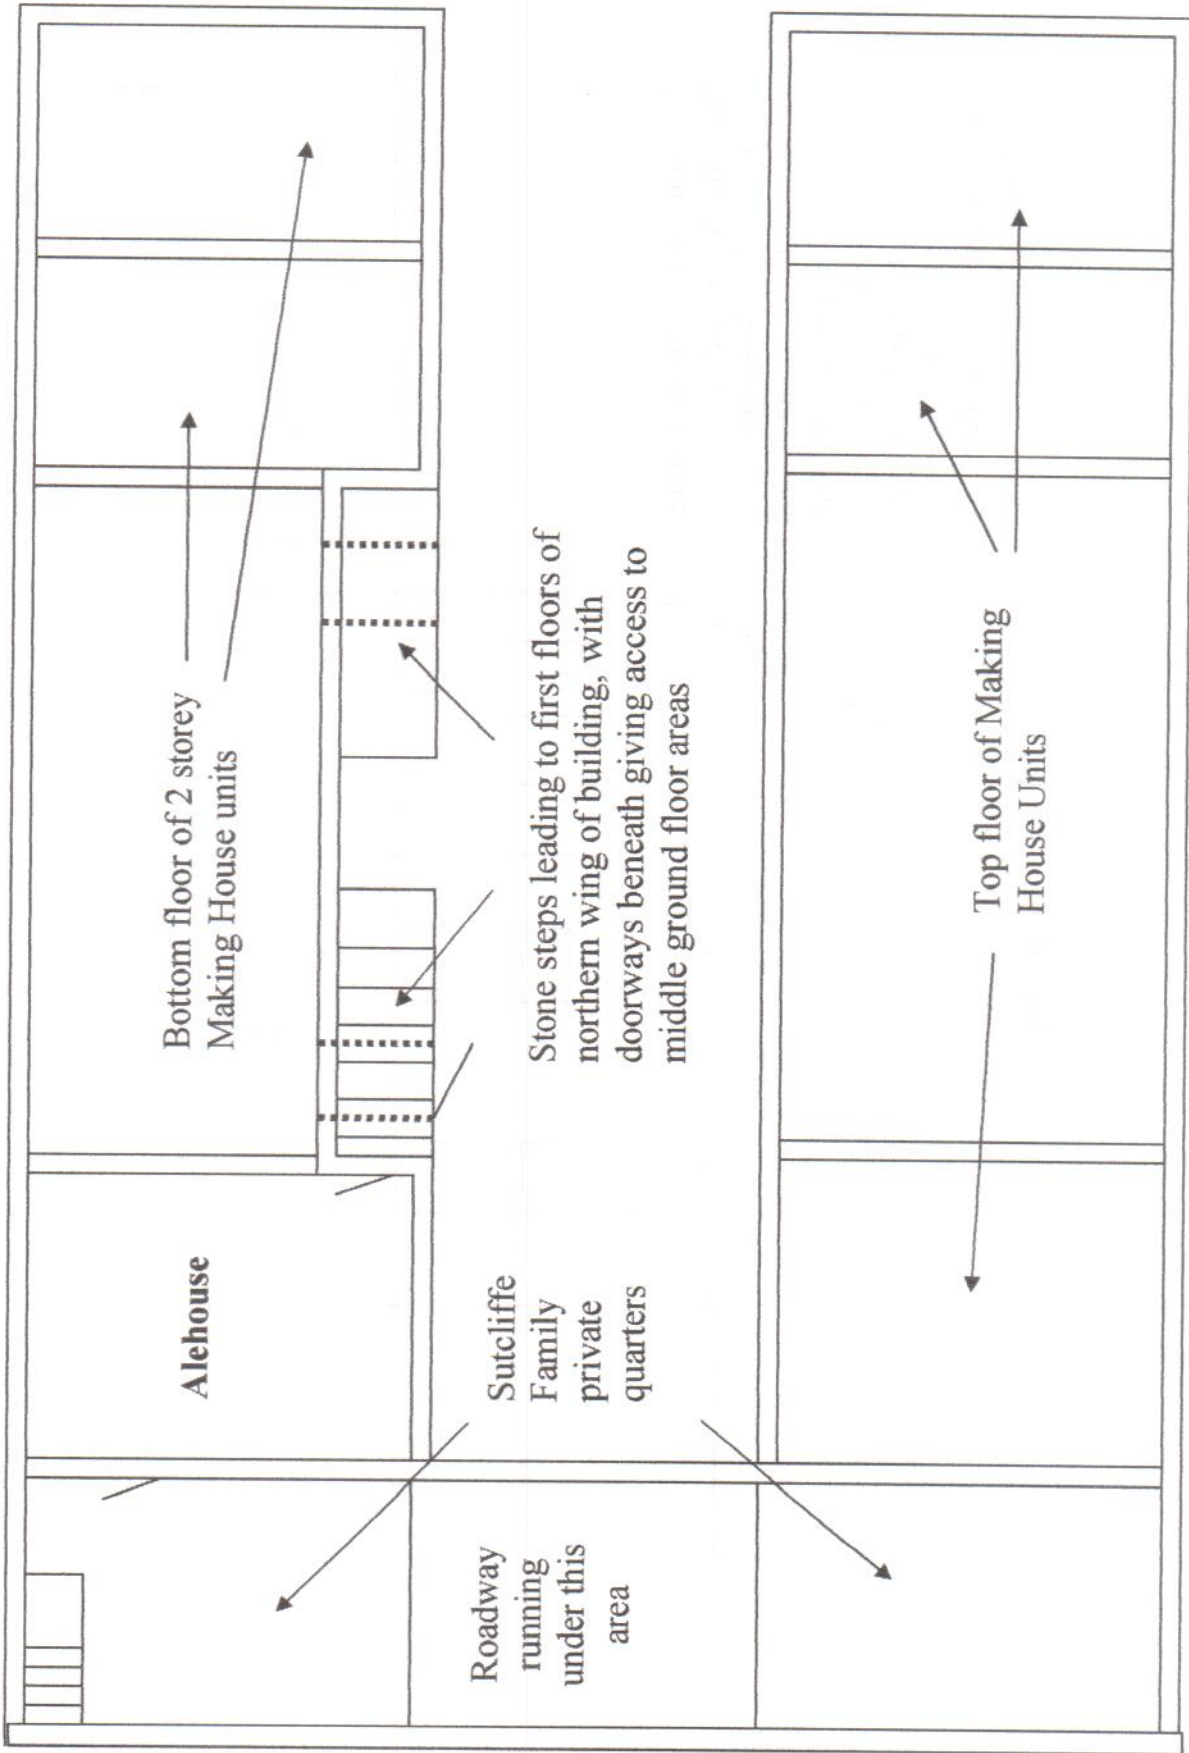 Bottom floor of 2 storey
Making House units
Alehouse
Stone steps leading to first floors of
northern wing of building, with
doorways beneath giving access to
middle ground floor areas
Sutcliffe
Family
private
quarters
Roadway
running
under this
area
Top floor of Making
House Units